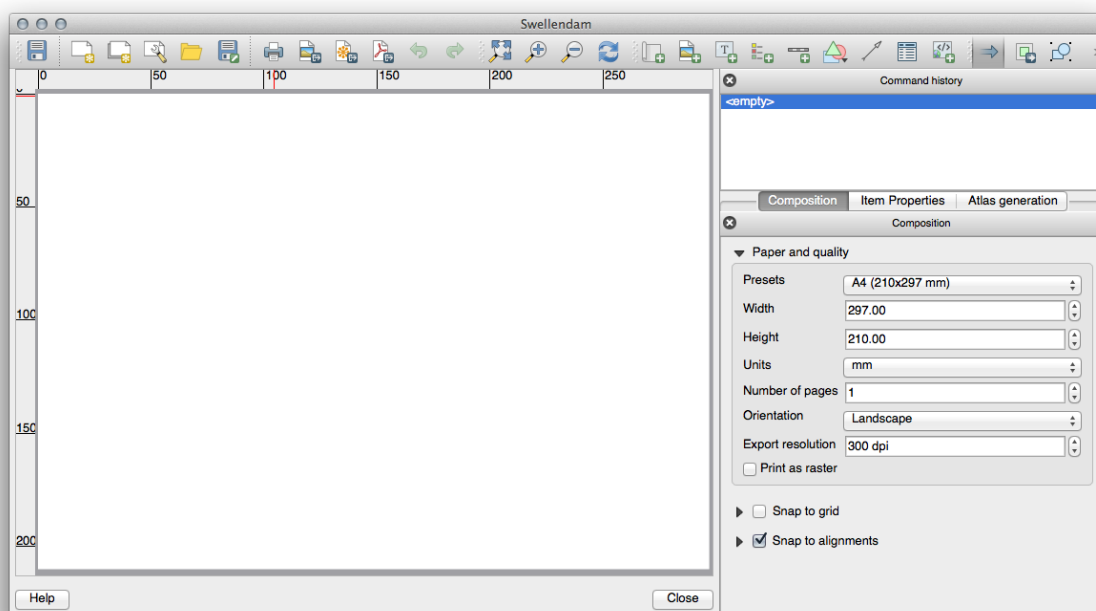 Swellendam
0 50 100 150 200 250
Command history
<empty>
50
Composition Item Properties Atlas generation
Composition
Paper and quality
Presets A4 (210x297 mm)
Width 297.00
100
Height 210.00
Units mm
Number of pages 1
Orientation Landscape
150
Export resolution 300 dpi
Print as raster
Snap to grid
200
Snap to alignments
Help Close